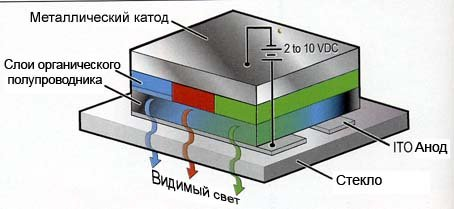 Металлический катод
2 to 10 VDC
Слои органического
полупроводника
ITO Анод
Видимый свет
Стекло